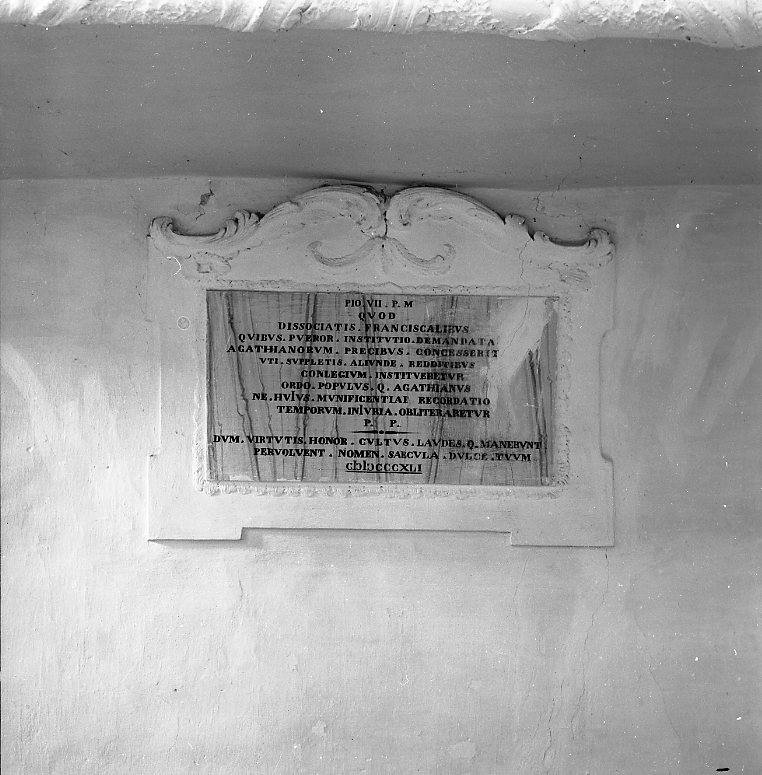 PIO.VII.P.M
QVOD
DISSOCIATIS.FRANCISCALIBVS
QVIBVS.PVEROR.INSTITVTIO.DEMANDATA
AGATHIANORVM.PRECIBVS.CONCESSERIT
VTI.SVPPLETIS.ALIVNDE.REDDITIBVS
CONLEGIVM.INSTITVERETVR
ORDO.POPVLVS.Q.AGATHIANVS
NE.HVIVS.MVNIFICENTIAE RECORDATIO
TEMPORVM.INIVRIA.OBLITERARETVR
P. P.
DVM.VIRTVTIS.HONOR.CVLTVS.LAVDES.Q.MANEBVNT
PERVOLVENT.NOMEN.SAECVLA.DVLCE.TVVM
CIƆIƆCCCXLI